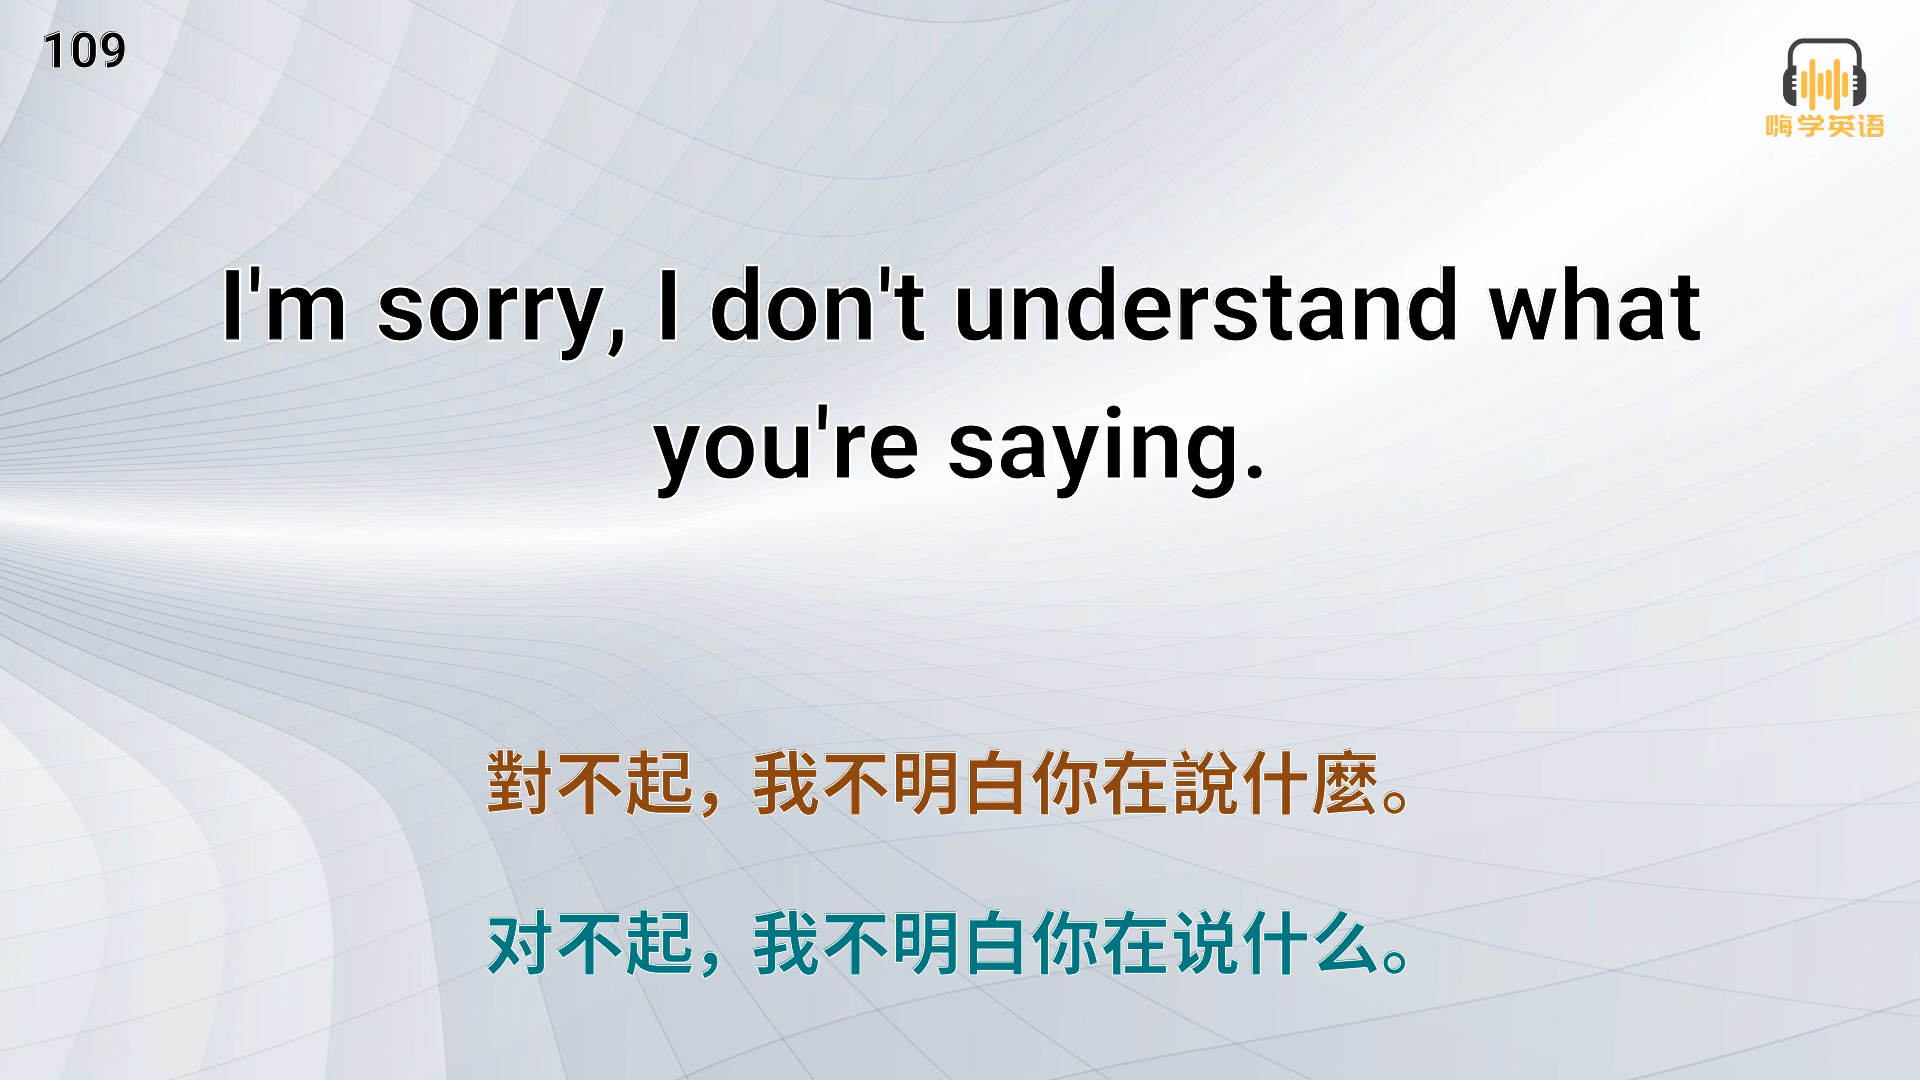 109
嗨学英语
I'm sorry, I don't understand what
you're saying.
對不起，我不明白你在說什麼。
对不起，我不明白你在说什么。